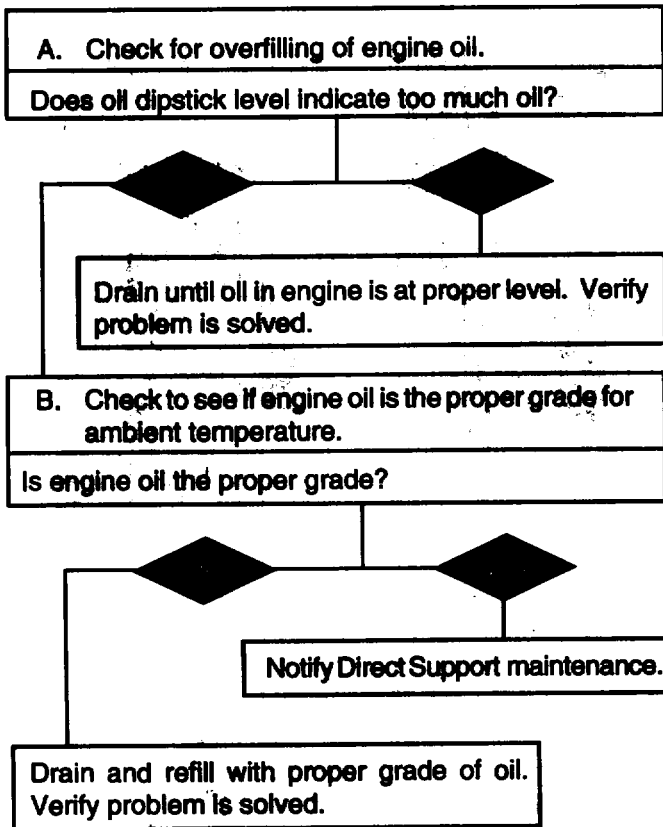 A. Check for overfilling of engine oil.
Does oil dipstick level indicate too much oil?
Drain until oil in engine is at proper level. Verify
problem is solved.
B. Check to see if engine oil is the proper grade for
ambient temperature.
Is engine oil the proper grade?
Notify Direct Support maintenance.
Drain and refill with proper grade of oil.
Verify problem is solved.